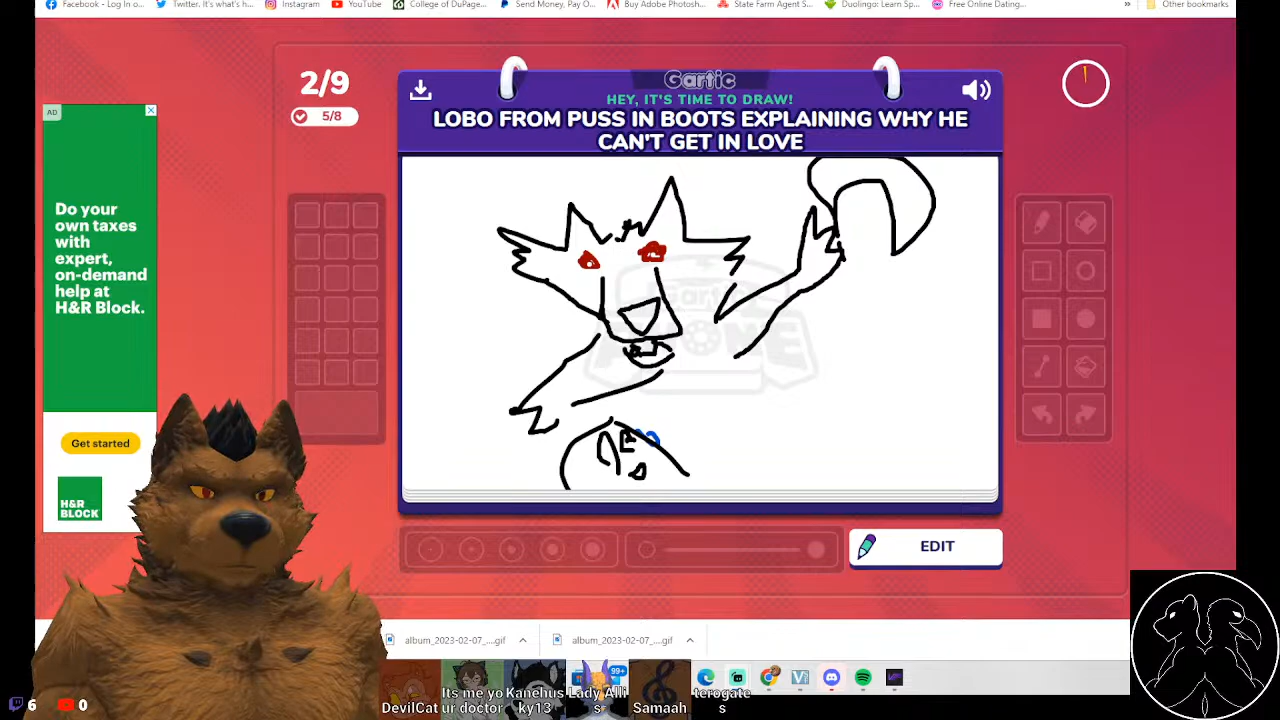 Facebook - Log In o...
Twitter. It's what's h...
Instagram
YouTube
College of DuPage...
Send Money, Pay O...
Buy Adobe Photosh...
State Farm Agent S...
Duolingo: Learn Sp...
Free Online Dating...
»
Other bookmarks
2/9
5/8
Gartic
HEY, IT'S TIME TO DRAW!
LOBO FROM PUSS IN BOOTS EXPLAINING WHY HE
CAN'T GET IN LOVE
AD
Do your
own taxes
with
expert,
on-demand
help at
H&R Block.
Get started
H&R
BLOCK
Gartic
PHONE
EDIT
album_2023-02-07_....gif
album_2023-02-07_....gif
99+
DevilCat
Its me yo
ur doctor
Kanehus
ky13
Lady Alli
s
Samaah
terogate
s
6
0